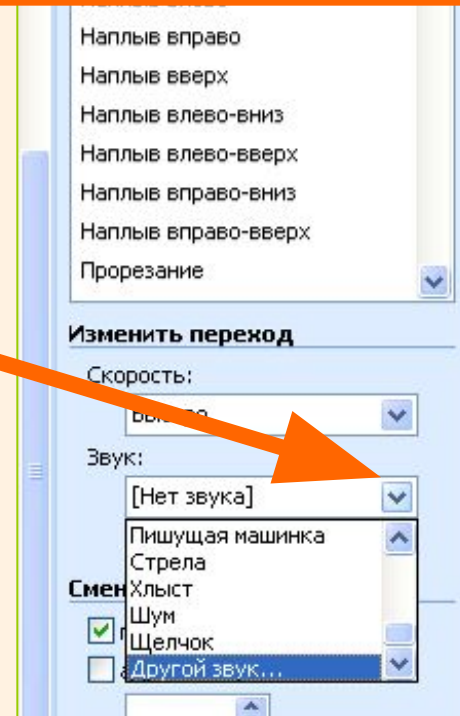 Наплыв вправо
Наплыв вверх
Наплыв влево-вниз
Наплыв влево-вверх
Наплыв вправо-вниз
Наплыв вправо-вверх
Прорезание
Изменить переход
Скорость:
Звук:
[Нет звука]
Пишущая машинка
Стрела
Хлыст
Шум
Щелчок
Другой звук...